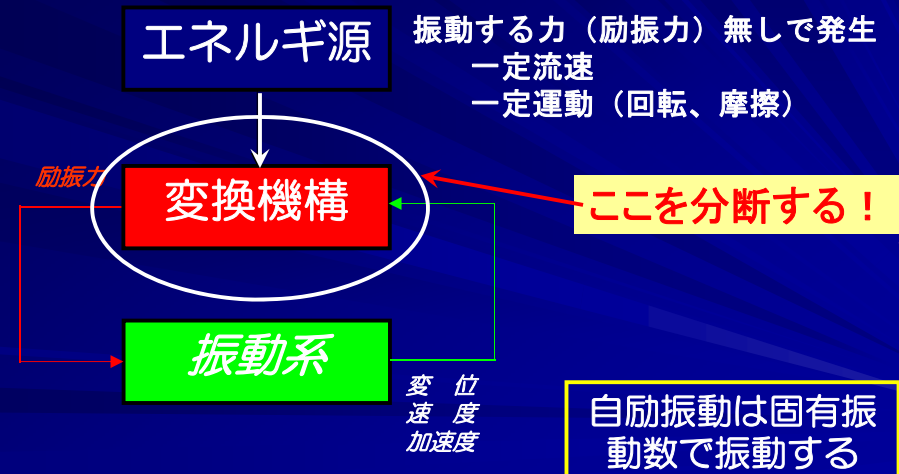 エネルギ源
振動する力（励振力）無しで発生
一定流速
一定運動（回転、摩擦）
励振力
変換機構
ここを分断する！
振動系
変　位
速　度
加速度
自励振動は固有振
動数で振動する